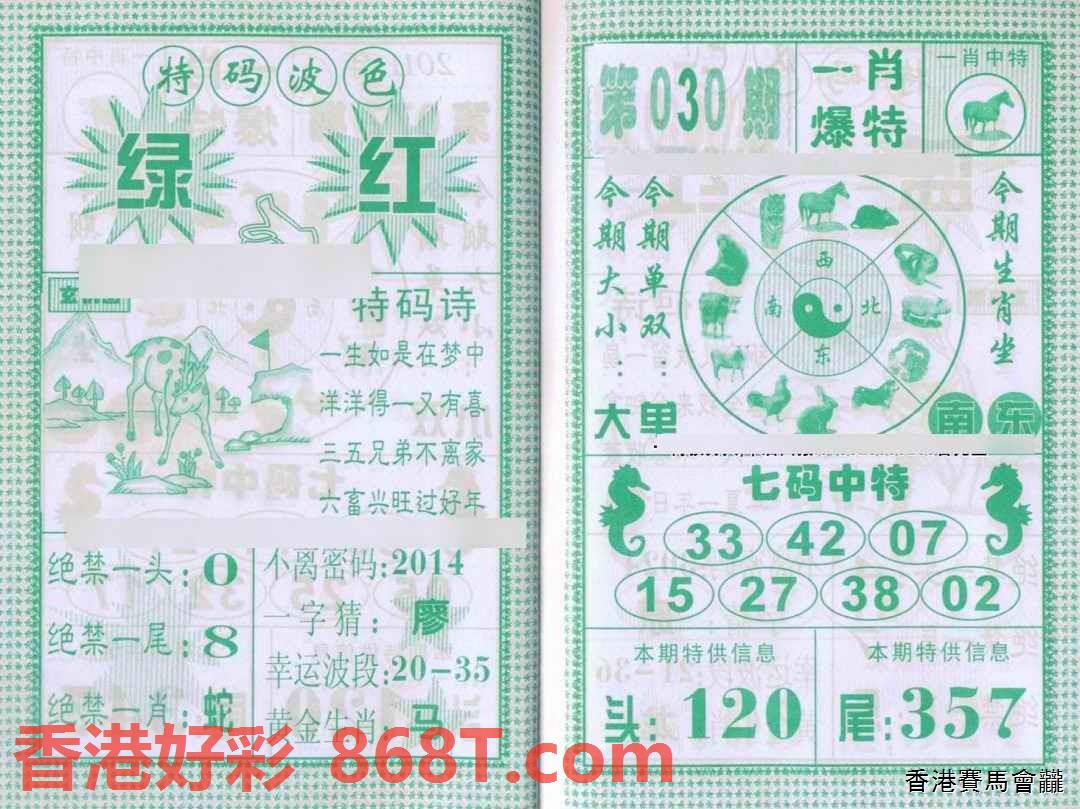 特码波色
绿 红
玄机图
特码诗
一生如是在梦中
洋洋得一又有喜
三五兄弟不离家
六畜兴旺过好年
绝禁一头:0
绝禁一尾:8
绝禁一肖:蛇
不离密码:2014
一字猜:廖
幸运波段:20-35
黄金生肖:马
第030期
一肖
爆特
一肖中特
今期大小:大
今期单双:单
今期生肖坐
南东
西
南 北
东
七码中特
33 42 07
15 27 38 02
本期特供信息
头:120
本期特供信息
尾:357
香港好彩 868T.com
香港賽馬會